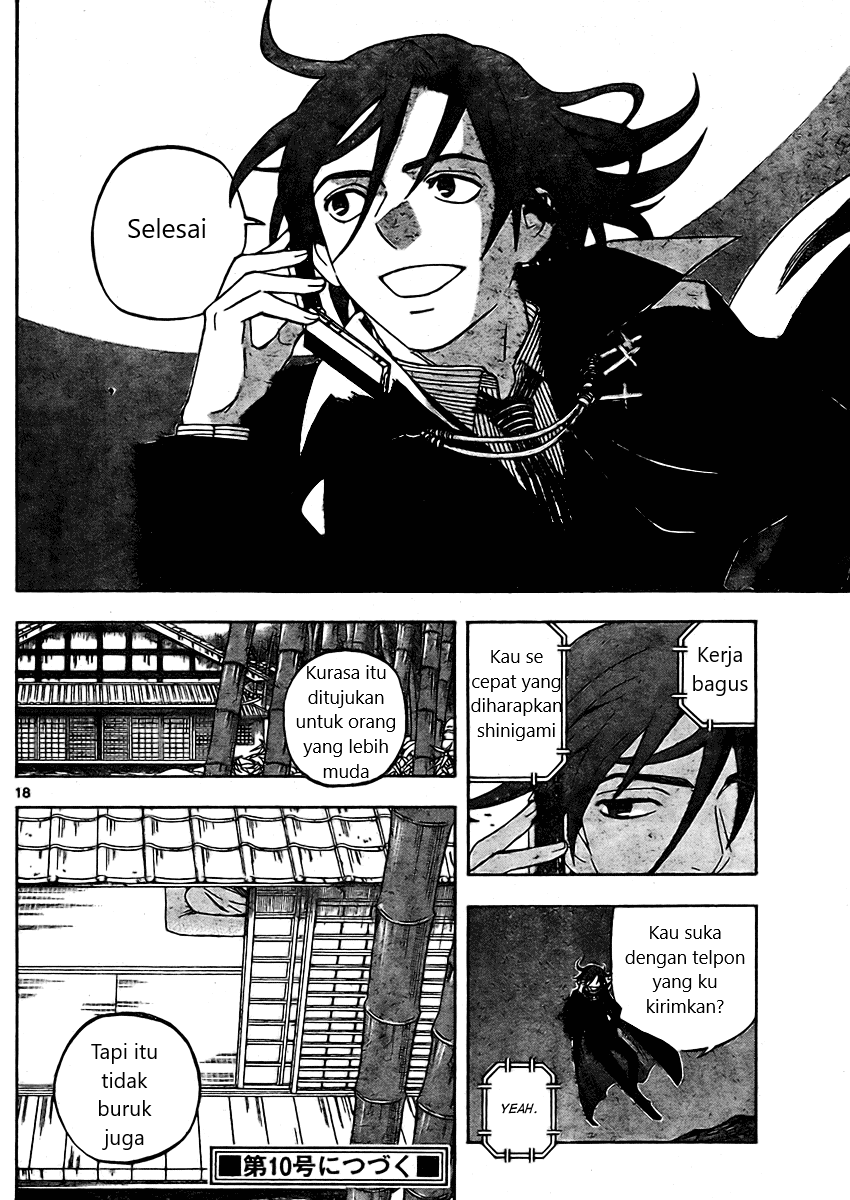 Selesai
Kerja
bagus
Kau se
cepat yang
diharapkan
shinigami
Kau suka
dengan telpon
yang ku
kirimkan?
YEAH.
Kurasa itu
ditujukan
untuk orang
yang lebih
muda
18
Tapi itu
tidak
buruk
juga
■第10号につづく■